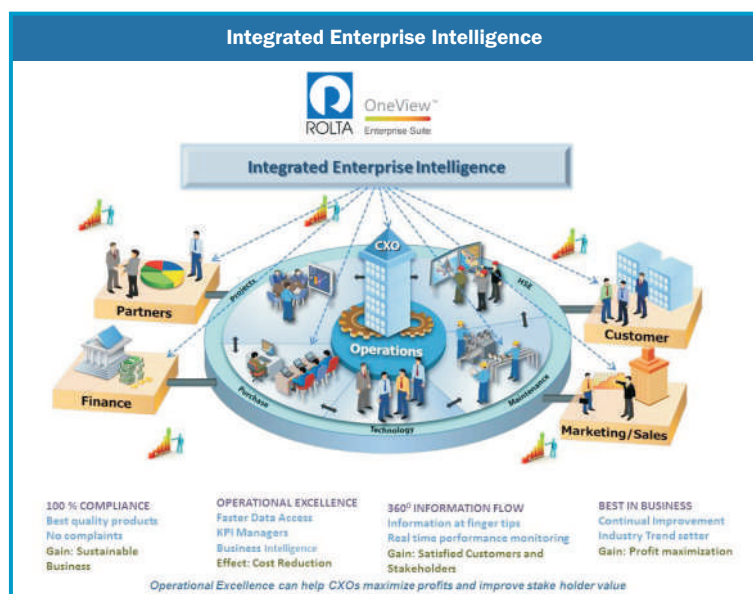 Integrated Enterprise Intelligence
ROLTA
OneView™
Enterprise Suite
Integrated Enterprise Intelligence
CXO
Projects
HSE
Partners
Customer
Operations
Finance
Purchase
Maintenance
Technology
Marketing/Sales
100 % COMPLIANCE
Best quality products
No complaints
Gain: Sustainable
Business
OPERATIONAL EXCELLENCE
Faster Data Access
KPI Managers
Business Intelligence
Effect: Cost Reduction
360⁰ INFORMATION FLOW
Information at finger tips
Real time performance monitoring
Gain: Satisfied Customers and
Stakeholders
BEST IN BUSINESS
Continual Improvement
Industry Trend setter
Gain: Profit maximization
Operational Excellence can help CXOs maximize profits and improve stake holder value